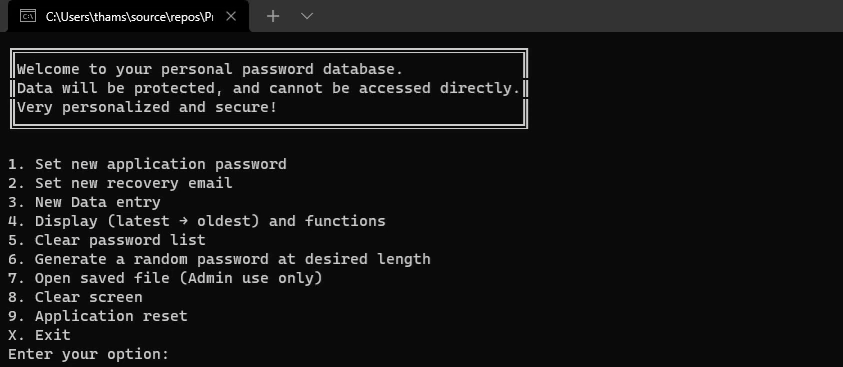 C:\Users\thams\source\repos\P
Welcome to your personal password database.
Data will be protected, and cannot be accessed directly.
Very personalized and secure!
1. Set new application password
2. Set new recovery email
3. New Data entry
4. Display (latest → oldest) and functions
5. Clear password list
6. Generate a random password at desired length
7. Open saved file (Admin use only)
8. Clear screen
9. Application reset
X. Exit
Enter your option: